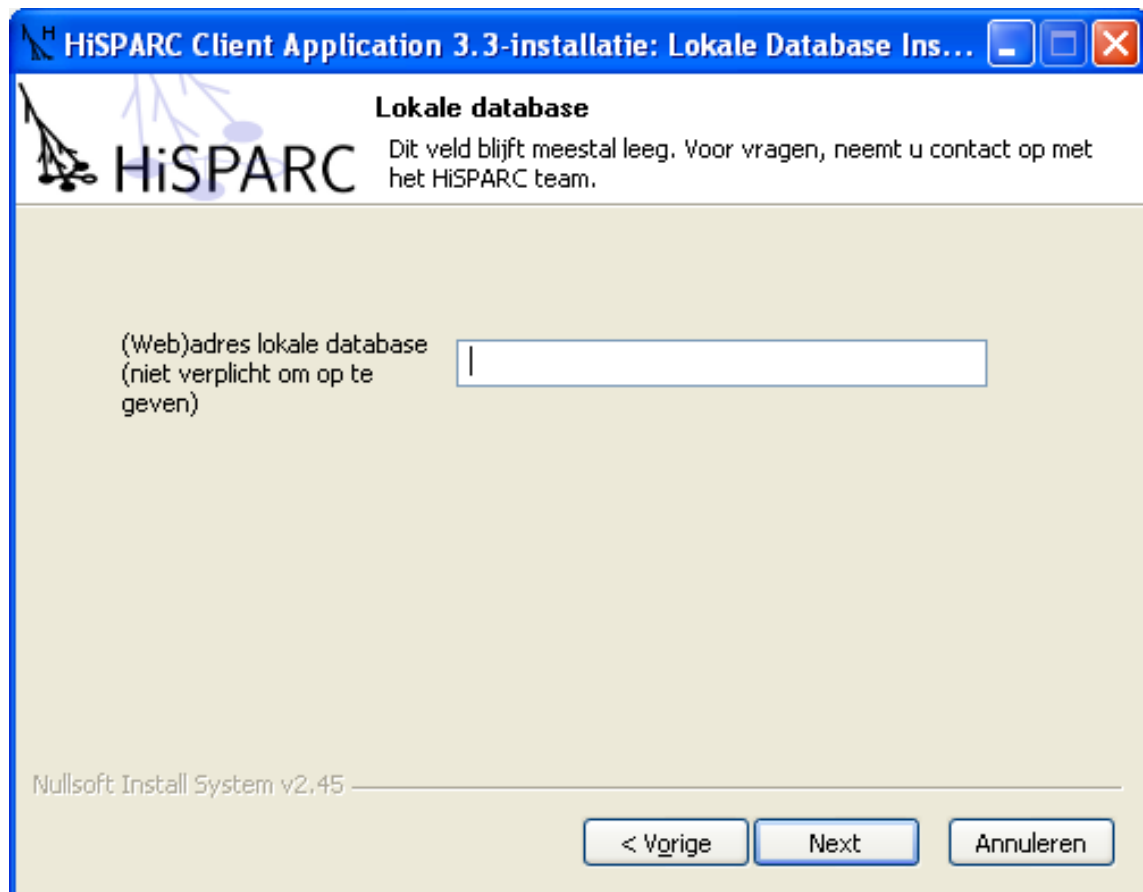 HiSPARC Client Application 3.3-installatie: Lokale Database Ins...
HiSPARC
Lokale database
Dit veld blijft meestal leeg. Voor vragen, neemt u contact op met
het HiSPARC team.
(Web)adres lokale database
(niet verplicht om op te
geven)
Nullsoft Install System v2.45
< Vorige
Next
Annuleren